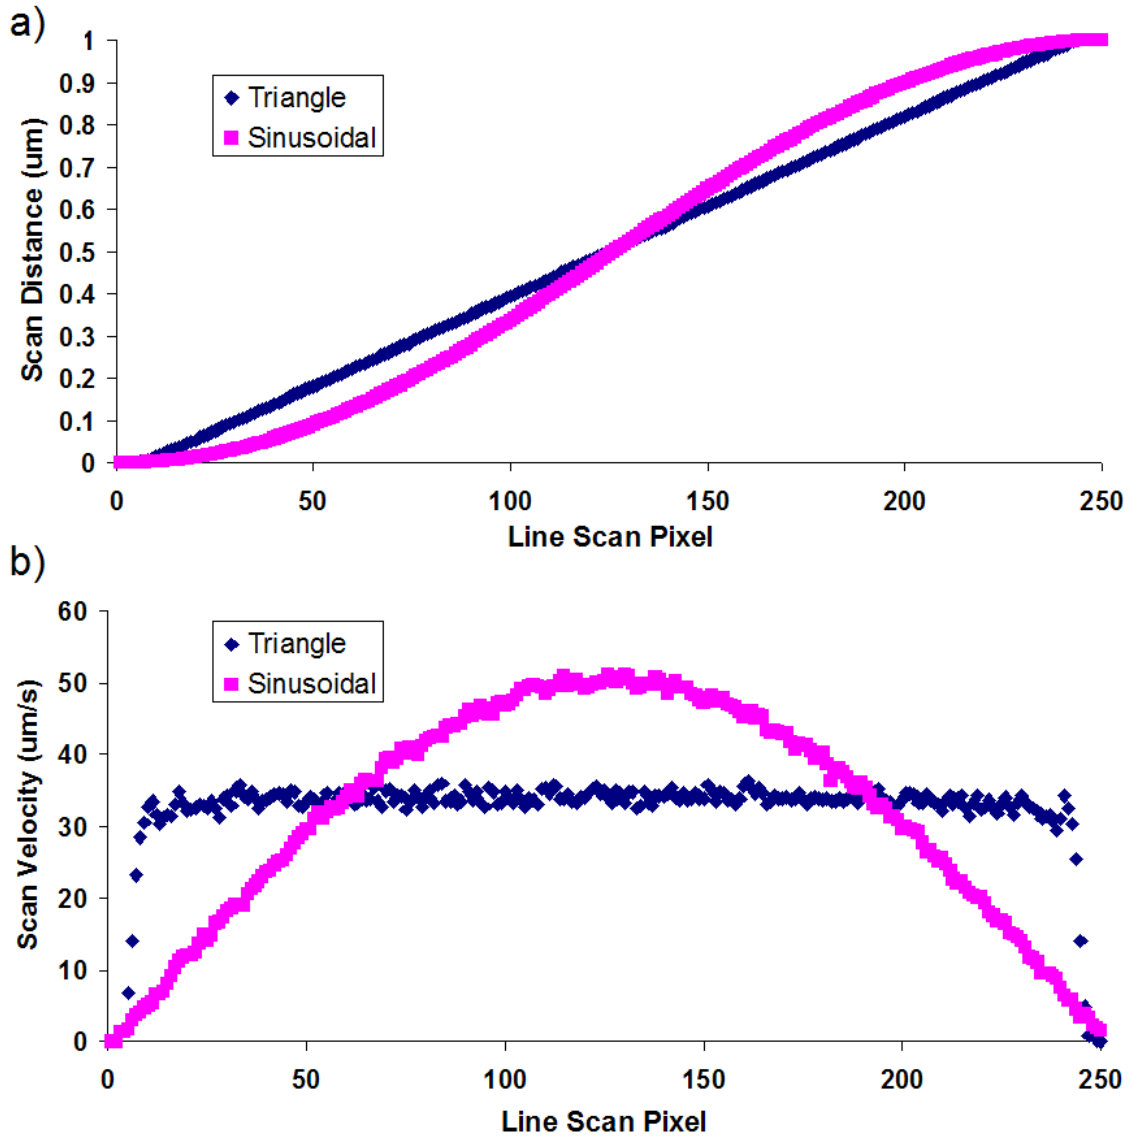 a)
1
0.9
0.8
0.7
0.6
0.5
0.4
0.3
0.2
0.1
0
Scan Distance (um)
Triangle
Sinusoidal
0 50 100 150 200 250
Line Scan Pixel
b)
60
50
40
30
20
10
0
Scan Velocity (um/s)
Triangle
Sinusoidal
0 50 100 150 200 250
Line Scan Pixel